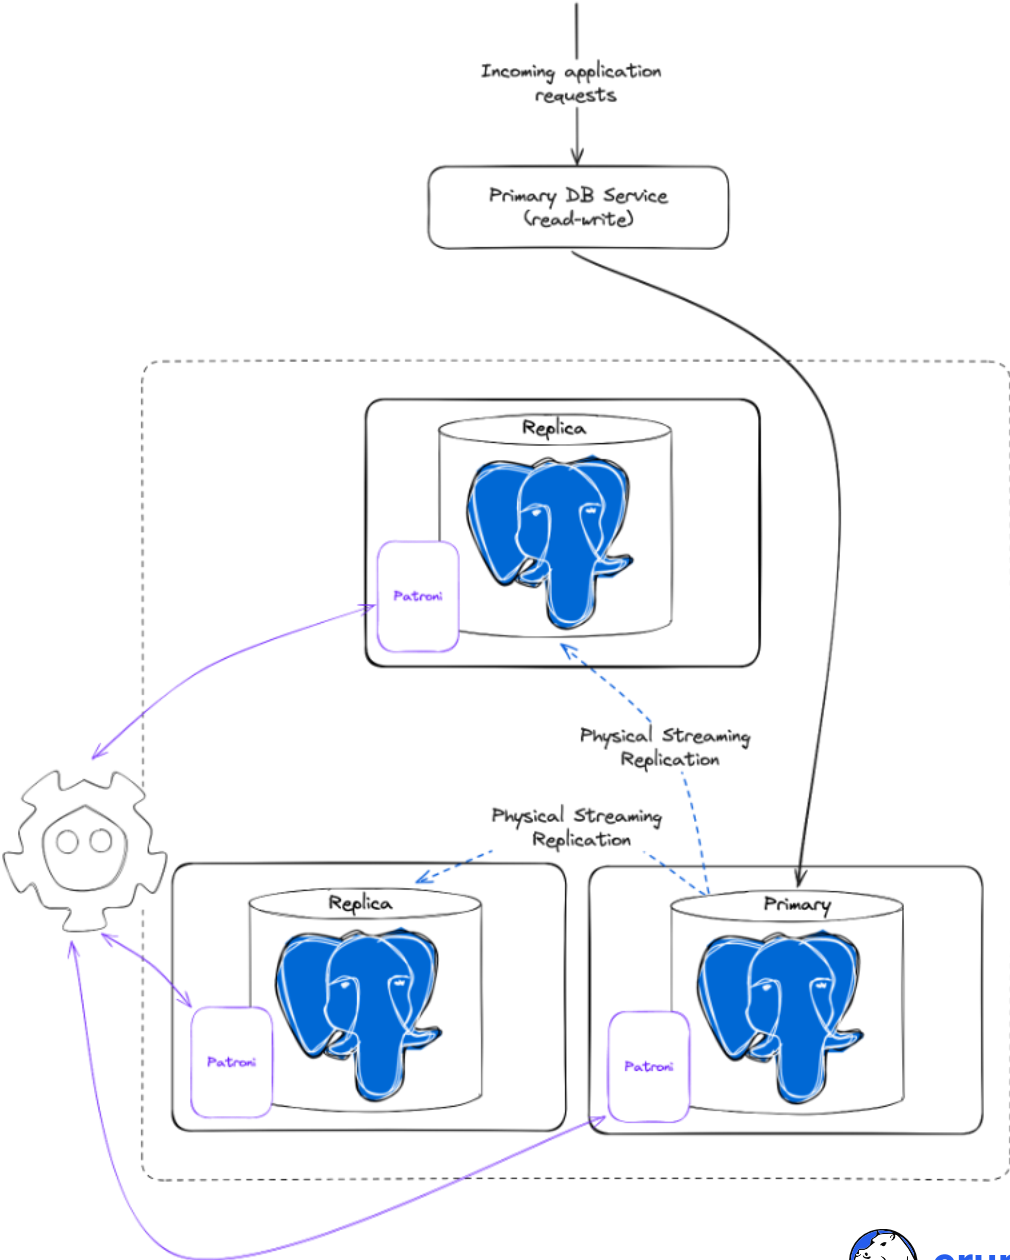 Incoming application
requests
Primary DB Service
(read-write)
Replica
Patroni
Physical Streaming
Replication
Physical Streaming
Replication
Replica
Patroni
Primary
Patroni